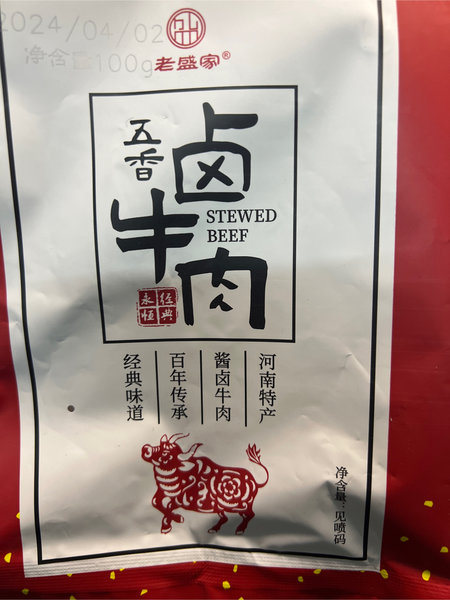 2024/04/02
净含量100g
老盛家®
五香
卤牛肉
STEWED
BEEF
经典
永恒
河南特产
酱卤牛肉
百年传承
经典味道
净含量：见喷码